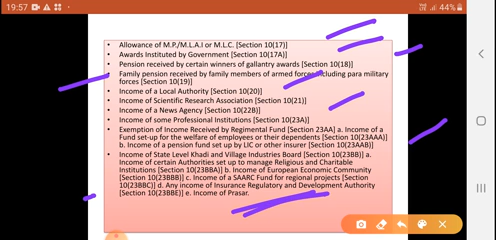 19:57
44%
• Allowance of M.P./M.L.A.I or M.L.C. [Section 10(17)]
• Awards Instituted by Government [Section 10(17A)]
• Pension received by certain winners of gallantry awards [Section 10(18)]
• Family pension received by family members of armed forces including para military
forces [Section 10(19)]
• Income of a Local Authority [Section 10(20)]
• Income of Scientific Research Association [Section 10(21)]
• Income of a News Agency [Section 10(22B)]
• Income of some Professional Institutions [Section 10(23A)]
• Exemption of Income Received by Regimental Fund [Section 23AA] a. Income of a
Fund set-up for the welfare of employees or their dependents [Section 10(23AAA)]
b. Income of a pension fund set up by LIC or other insurer [Section 10(23AAB)]
• Income of State Level Khadi and Village Industries Board [Section 10(23BB)] a.
Income of certain Authorities set up to manage Religious and Charitable
Institutions [Section 10(23BBA)] b. Income of European Economic Community
[Section 10(23BBB)] c. Income of a SAARC Fund for regional projects [Section
10(23BBC)] d. Any income of Insurance Regulatory and Development Authority
[Section 10(23BBE)] e. Income of Prasar.